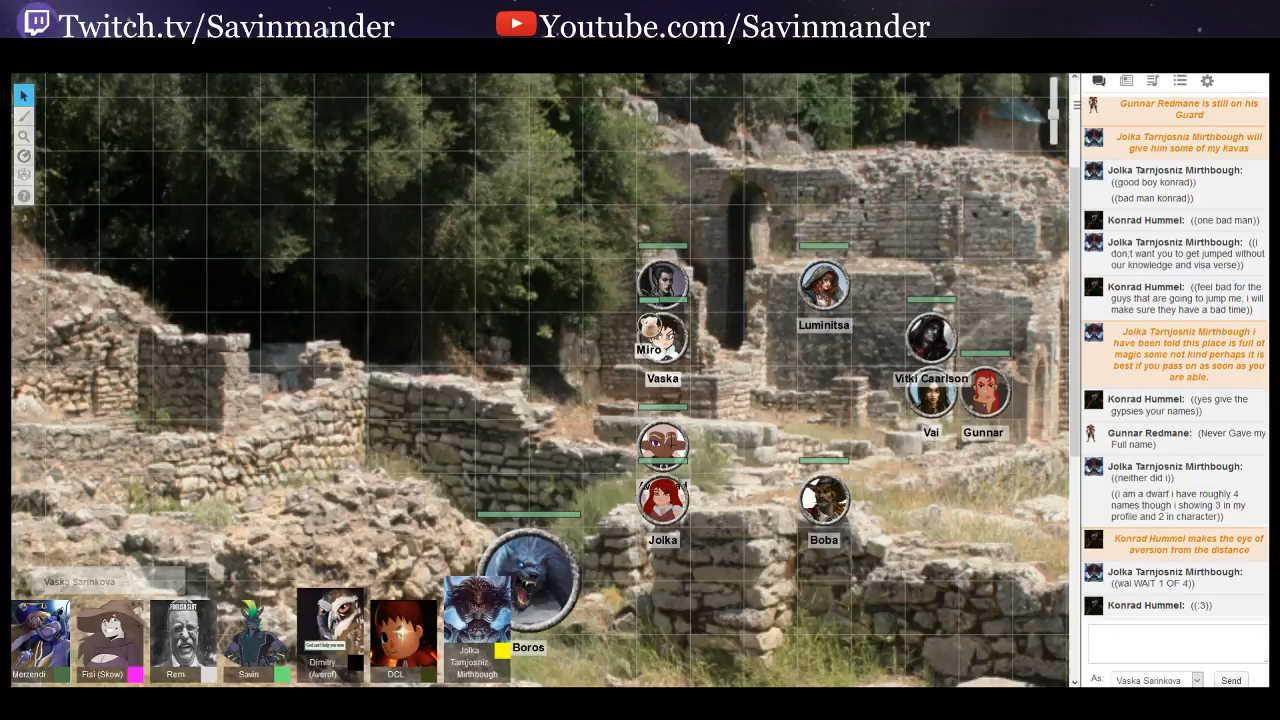 Twitch.tv/Savinmander
Youtube.com/Savinmander
Gunnar Redmane is still on his
Guard
Jolka Tarnjosniz Mirthbough will
give him some of my kavas
Jolka Tarnjosniz Mirthbough:
((good boy konrad))
((bad man konrad))
Konrad Hummel: ((one bad man))
Jolka Tarnjosniz Mirthbough: ((i
don;t want you to get jumped without
our knowledge and visa verse))
Konrad Hummel: ((feel bad for the
guys that are going to jump me, i will
make sure they have a bad time))
Jolka Tarnjosniz Mirthbough i
have been told this place is full of
magic some not kind perhaps it is
best if you pass on as soon as you
are able.
Konrad Hummel: ((yes give the
gypsies your names))
Gunnar Redmane: (Never Gave my
Full name)
Jolka Tarnjosniz Mirthbough:
((neither did i))
((i am a dwarf i have roughly 4
names though i showing 3 in my
profile and 2 in character))
Konrad Hummel makes the eye of
aversion from the distance
Jolka Tarnjosniz Mirthbough:
((wai WAIT 1 OF 4))
Konrad Hummel: ((:3))
As:
Vaska Sarinkova
Send
Luminitsa
Miro
Vaska
Vitki Caarlson
Vai
Gunnar
Jolka
Boba
Boros
Vaska Sarinkova
FOOLISH SLUT
Merzendi
Fisi (Skow)
Rem
Savin
Dimitry
(Averof)
DCL
Jolka
Tarnjosniz
Mirthbough